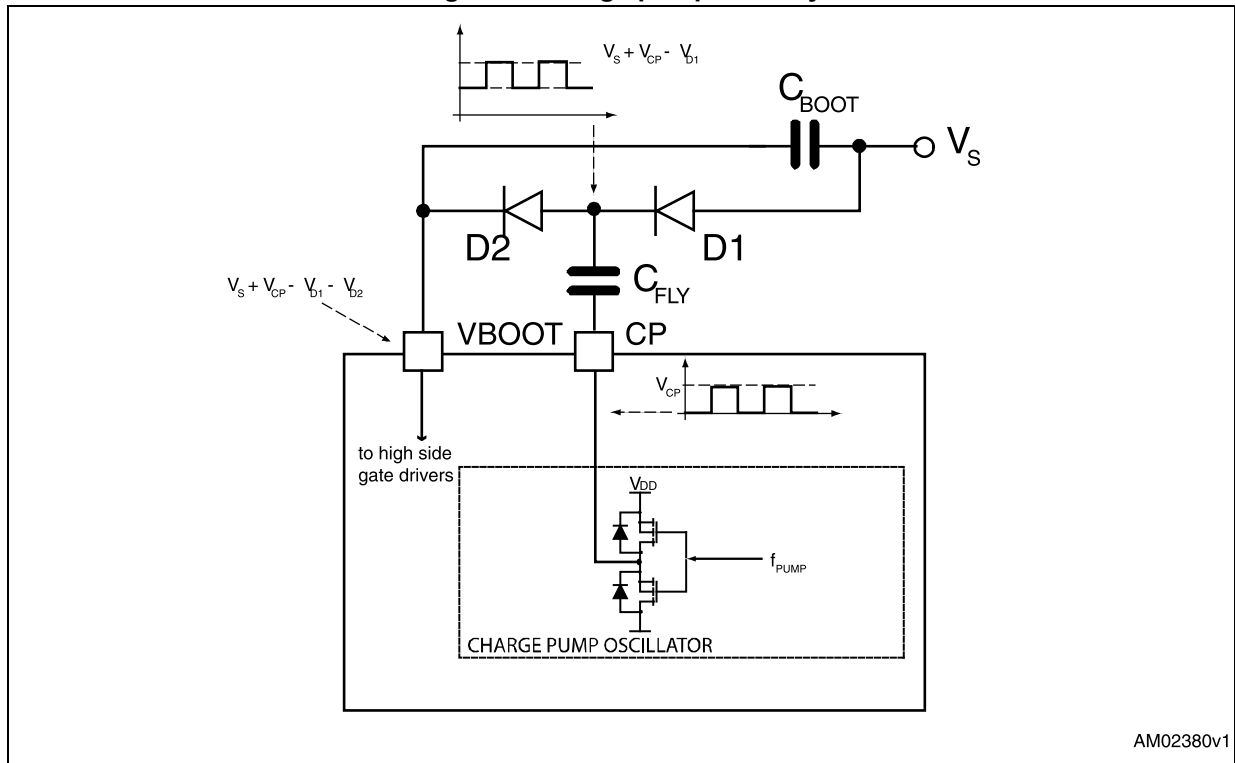 V_S + V_CP - V_D1
C_BOOT
V_S
D2
D1
C_FLY
V_S + V_CP - V_D1 - V_D2
VBOOT
CP
V_CP
to high side
gate drivers
V_DD
f_PUMP
CHARGE PUMP OSCILLATOR
AM02380v1